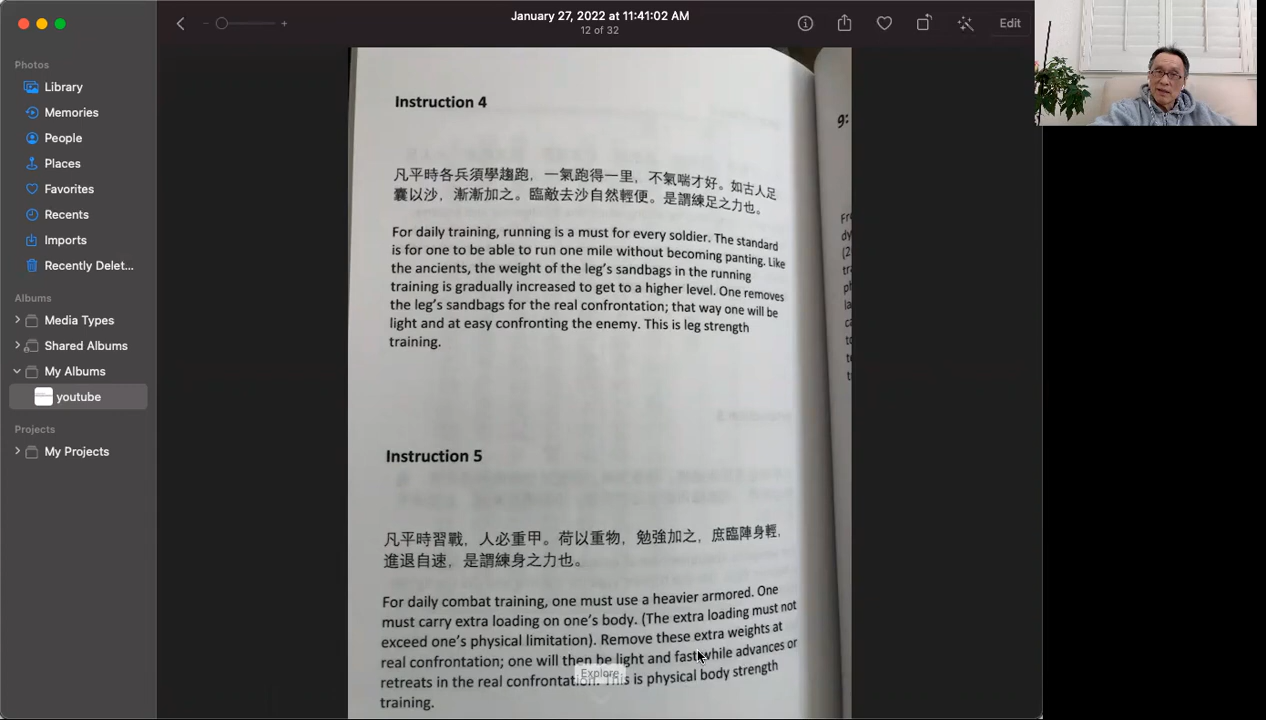 January 27, 2022 at 11:41:02 AM
12 of 32
Edit
Photos
Library
Memories
People
Places
Favorites
Recents
Imports
Recently Delet...
Albums
Media Types
Shared Albums
My Albums
youtube
Projects
My Projects
Instruction 4
凡平時各兵須學趨跑，一氣跑得一里，不氣喘才好。如古人足
囊以沙，漸漸加之。臨敵去沙自然輕便。是謂練足之力也。
For daily training, running is a must for every soldier. The standard
is for one to be able to run one mile without becoming panting. Like
the ancients, the weight of the leg's sandbags in the running
training is gradually increased to get to a higher level. One removes
the leg's sandbags for the real confrontation; that way one will be
light and at easy confronting the enemy. This is leg strength
training.
Instruction 5
凡平時習戰，人必重甲。荷以重物，勉強加之，庶臨陣身輕，
進退自速，是謂練身之力也。
For daily combat training, one must use a heavier armored. One
must carry extra loading on one's body. (The extra loading must not
exceed one's physical limitation). Remove these extra weights at
real confrontation; one will then be light and fast while advances or
retreats in the real confrontation. This is physical body strength
training.
Explore